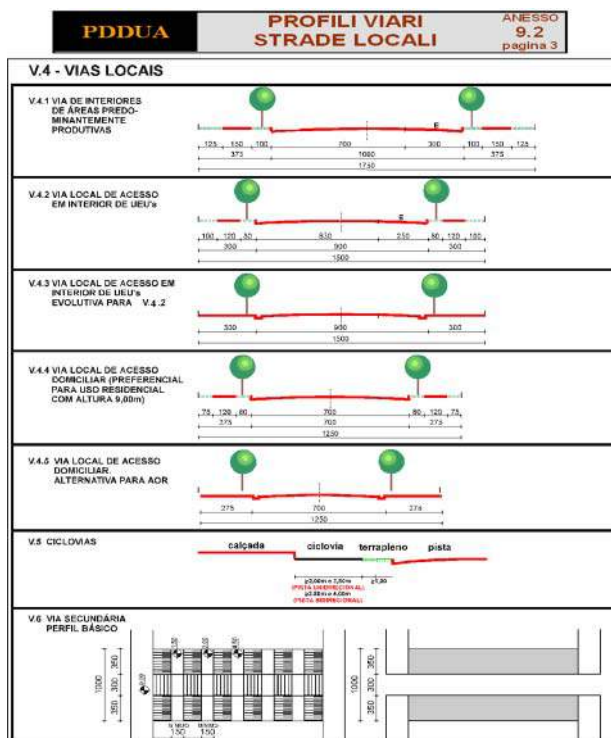 PDDUA
PROFILI VIARI
STRADE LOCALI
ANESSO
9.2
pagina 3
V.4 - VIAS LOCAIS
V.4.1 VIA DE INTERIORES
DE ÁREAS PREDO-
MINANTEMENTE
PRODUTIVAS
E
125 150 100 700 300 100 150 125
375 1000 375
1750
V.4.2 VIA LOCAL DE ACESSO
EM INTERIOR DE UEU's
E
100 120 80 250 80 120 100
300 900 300
1500
V.4.3 VIA LOCAL DE ACESSO EM
INTERIOR DE UEU's
EVOLUTIVA PARA V.4.2
300 900 300
1500
V.4.4 VIA LOCAL DE ACESSO
DOMICILIAR (PREFERENCIAL
PARA USO RESIDENCIAL
COM ALTURA 9,00m)
75 120 80 700 80 120 75
275 700 275
1250
V.4.5 VIA LOCAL DE ACESSO
DOMICILIAR.
ALTERNATIVA PARA AOR
275 700 275
1250
V.5 CICLOVIAS
calçada ciclovia terrapleno pista
(PISTA UNIDIRECIONAL)
(PISTA BIDIRECIONAL)
V.6 VIA SECUNDÁRIA
PERFIL BÁSICO
1000 350 300 350
150 150
1000 350 300 350